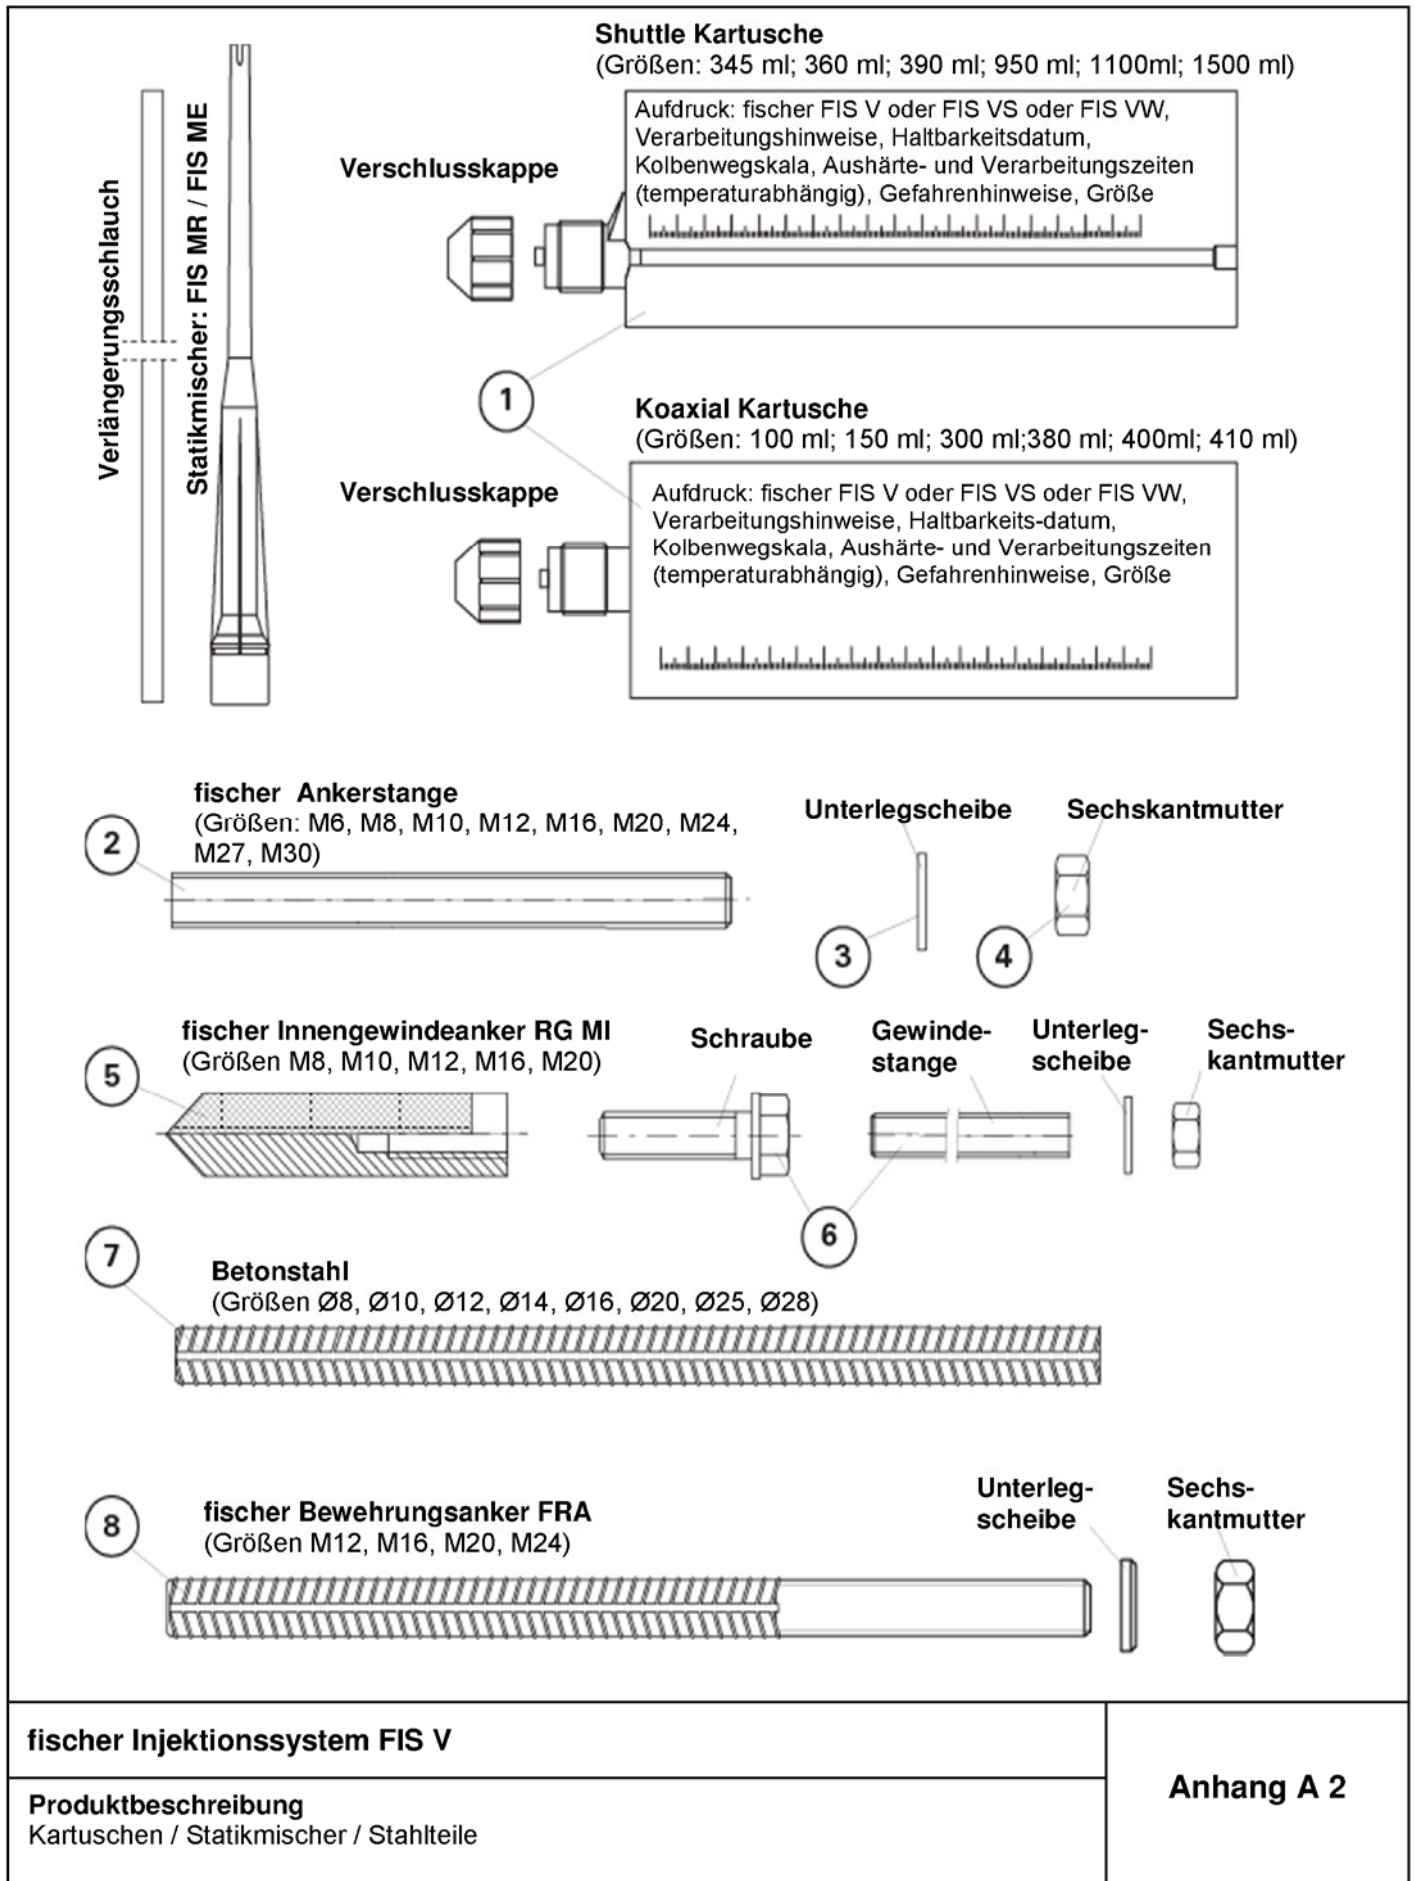 Shuttle Kartusche
(Größen: 345 ml; 360 ml; 390 ml; 950 ml; 1100ml; 1500 ml)
Aufdruck: fischer FIS V oder FIS VS oder FIS VW,
Verarbeitungshinweise, Haltbarkeitsdatum,
Kolbenwegskala, Aushärte- und Verarbeitungszeiten
(temperaturabhängig), Gefahrenhinweise, Größe
Verschlusskappe
Verlängerungsschlauch
Statikmischer: FIS MR / FIS ME
1
Koaxial Kartusche
(Größen: 100 ml; 150 ml; 300 ml;380 ml; 400ml; 410 ml)
Verschlusskappe
Aufdruck: fischer FIS V oder FIS VS oder FIS VW,
Verarbeitungshinweise, Haltbarkeits-datum,
Kolbenwegskala, Aushärte- und Verarbeitungszeiten
(temperaturabhängig), Gefahrenhinweise, Größe
fischer Ankerstange
(Größen: M6, M8, M10, M12, M16, M20, M24,
M27, M30)
2
Unterlegscheibe
Sechskantmutter
3
4
fischer Innengewindeanker RG MI
(Größen M8, M10, M12, M16, M20)
5
Schraube
Gewinde-
stange
Unterleg-
scheibe
Sechs-
kantmutter
6
7
Betonstahl
(Größen Ø8, Ø10, Ø12, Ø14, Ø16, Ø20, Ø25, Ø28)
8
fischer Bewehrungsanker FRA
(Größen M12, M16, M20, M24)
Unterleg-
scheibe
Sechs-
kantmutter
fischer Injektionssystem FIS V
Produktbeschreibung
Kartuschen / Statikmischer / Stahlteile
Anhang A 2